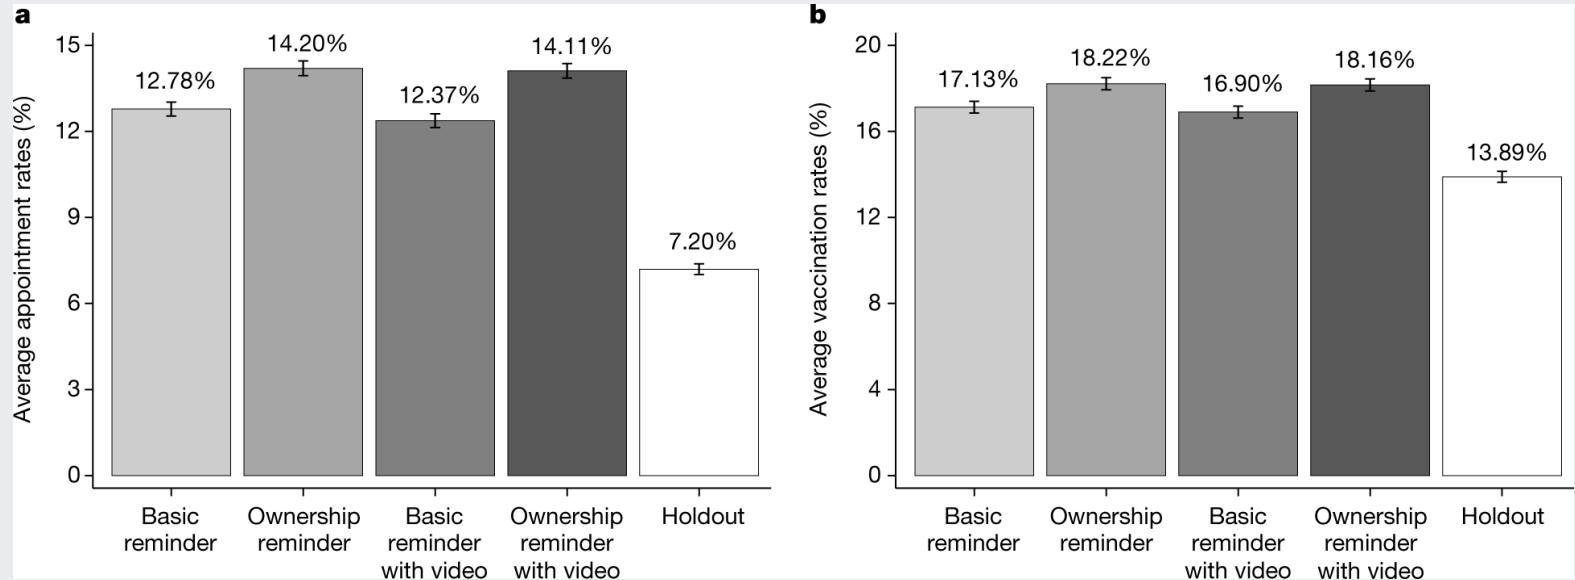 a
Average appointment rates (%)
15
12
9
6
3
0
12.78%
14.20%
12.37%
14.11%
7.20%
Basic
reminder
Ownership
reminder
Basic
reminder
with video
Ownership
reminder
with video
Holdout
b
Average vaccination rates (%)
20
16
12
8
4
0
17.13%
18.22%
16.90%
18.16%
13.89%
Basic
reminder
Ownership
reminder
Basic
reminder
with video
Ownership
reminder
with video
Holdout